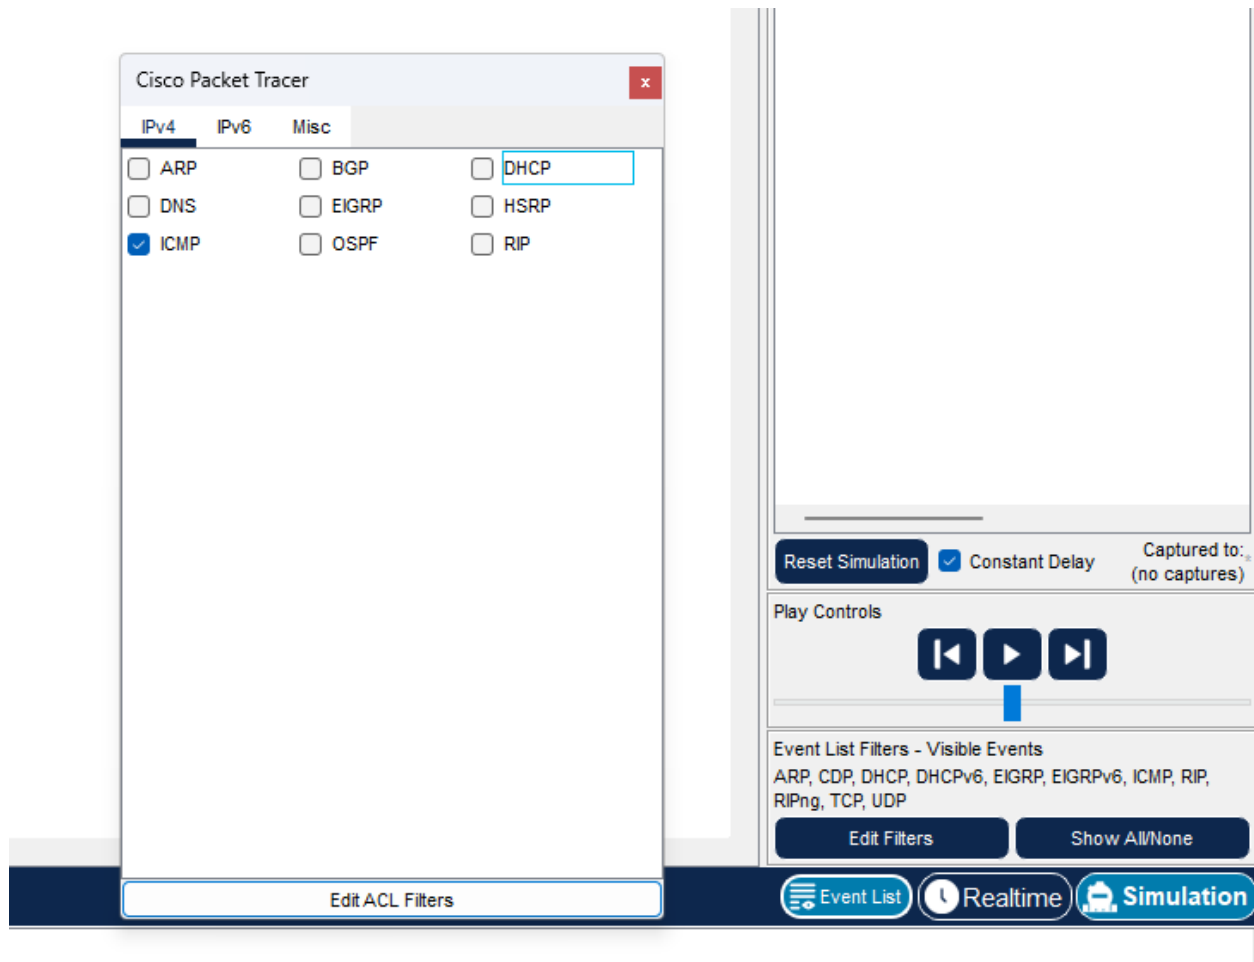 Cisco Packet Tracer
x
IPv4 IPv6 Misc
ARP BGP DHCP
DNS EIGRP HSRP
ICMP OSPF RIP
Edit ACL Filters
Reset Simulation Constant Delay Captured to:*
(no captures)
Play Controls
Event List Filters - Visible Events
ARP, CDP, DHCP, DHCPv6, EIGRP, EIGRPv6, ICMP, RIP,
RIPng, TCP, UDP
Edit Filters Show All/None
Event List Realtime Simulation